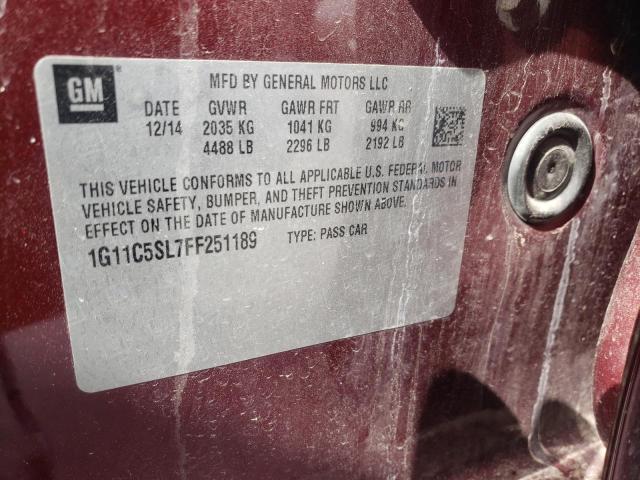 GM
MFD BY GENERAL MOTORS LLC
DATE GVWR GAWR FRT GAWR RR
12/14 2035 KG 1041 KG 994 KG
4488 LB 2296 LB 2192 LB
THIS VEHICLE CONFORMS TO ALL APPLICABLE U.S. FEDERAL MOTOR
VEHICLE SAFETY, BUMPER, AND THEFT PREVENTION STANDARDS IN
EFFECT ON THE DATE OF MANUFACTURE SHOWN ABOVE.
1G11C5SL7FF251189 TYPE: PASS CAR